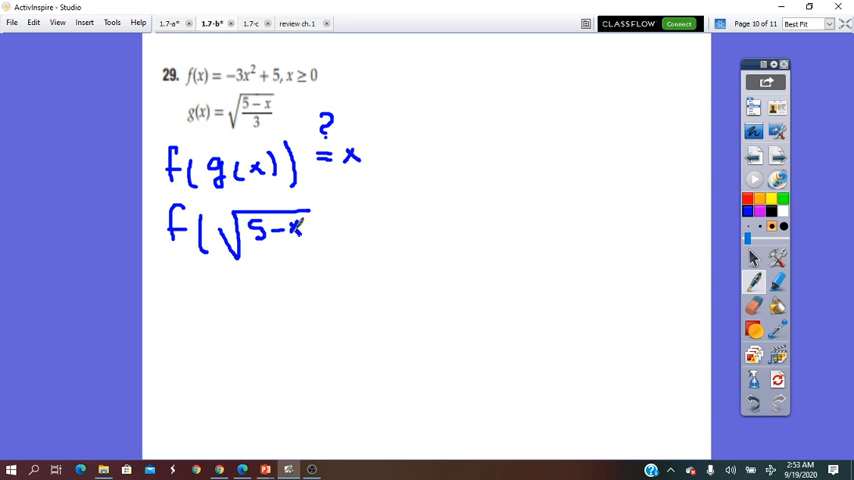 ActivInspire - Studio
File Edit View Insert Tools Help
1.7-a* 1.7-b* 1.7-c review ch.1
CLASSFLOW Connect
Page 10 of 11
Best Fit
29. f(x) = −3x² + 5, x ≥ 0
g(x) = √((5 − x)/3)
?
f(g(x)) = x
f(√(5−x
2:53 AM
9/19/2020